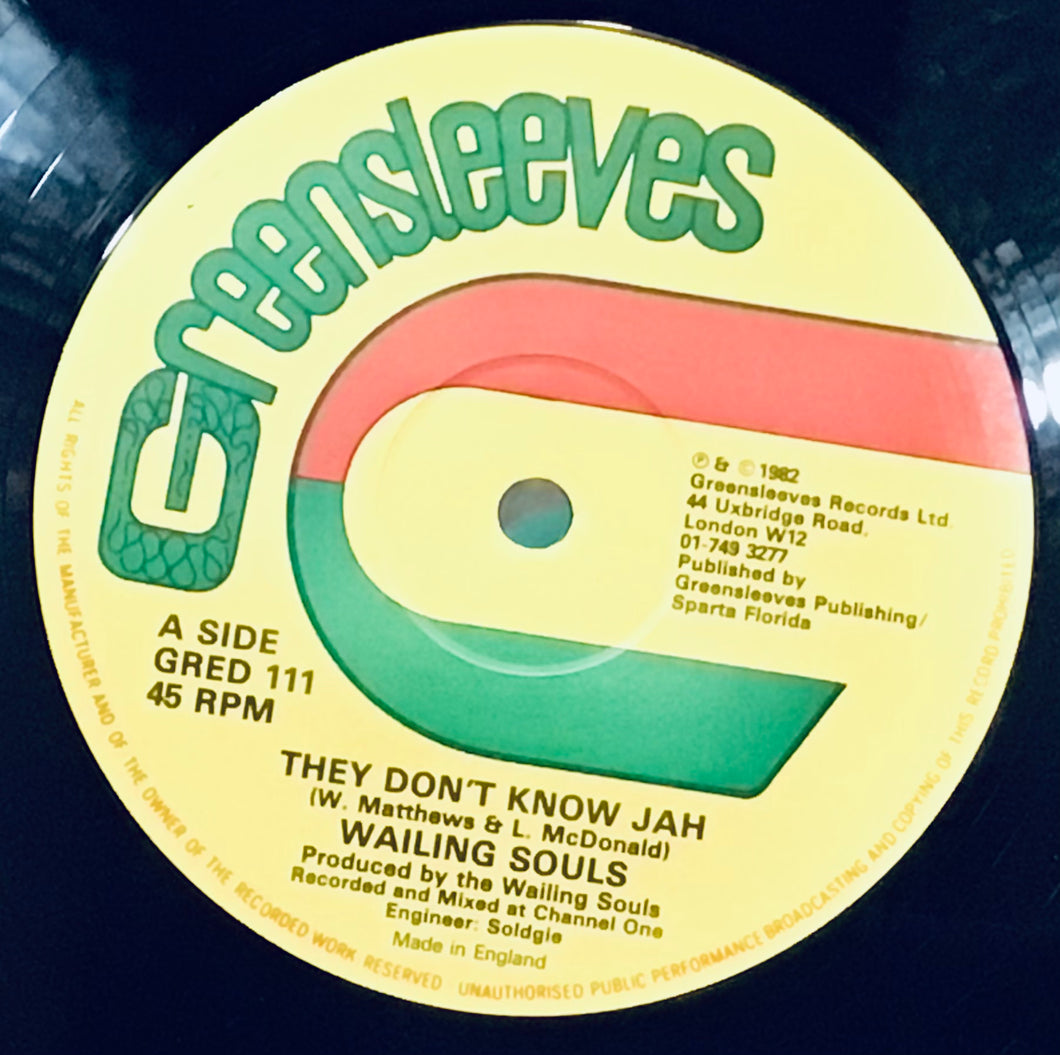 Greensleeves
℗ & © 1982
Greensleeves Records Ltd.
44 Uxbridge Road,
London W12
01-749 3277
Published by
Greensleeves Publishing/
Sparta Florida
A SIDE
GRED 111
45 RPM
THEY DON'T KNOW JAH
(W. Matthews & L. McDonald)
WAILING SOULS
Produced by the Wailing Souls
Recorded and Mixed at Channel One
Engineer: Soldgie
Made in England
ALL RIGHTS OF THE MANUFACTURER AND OF THE OWNER OF THE RECORDED WORK RESERVED UNAUTHORISED PUBLIC PERFORMANCE BROADCASTING AND COPYING OF THIS RECORD PROHIBITED